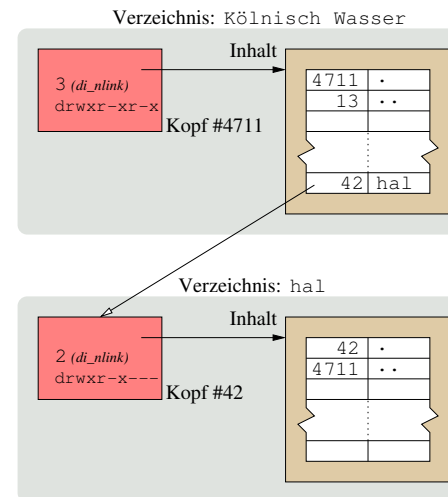 Verzeichnis: Kölnisch Wasser
Inhalt
3 (di_nlink)
drwxr-xr-x
Kopf #4711
4711 .
13 ..
42 hal
Verzeichnis: hal
Inhalt
2 (di_nlink)
drwxr-x---
Kopf #42
42 .
4711 ..